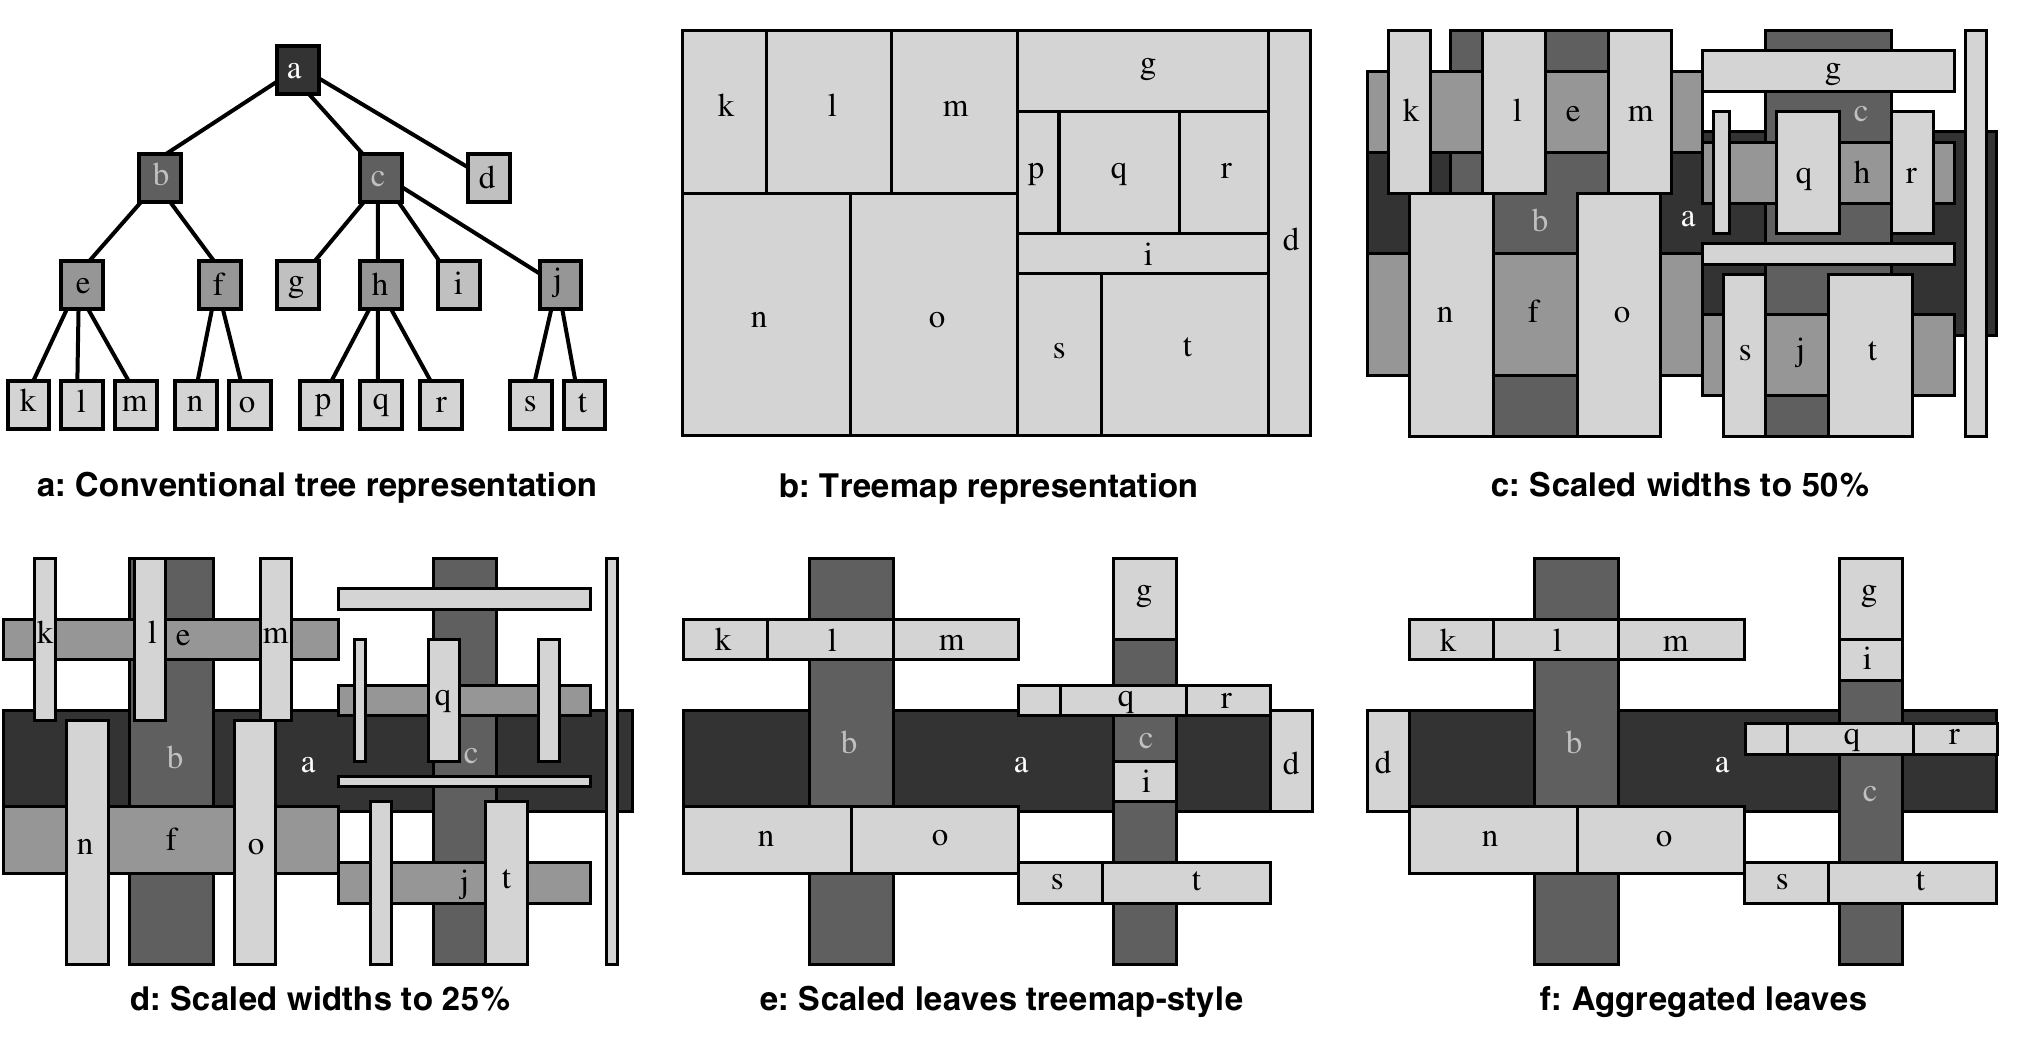 a
b c d
e f g h i j
k l m n o p q r s t
a: Conventional tree representation
k l m g
p q r
i d
n o s t
b: Treemap representation
g
k l e m c
q h r
b a
n f o s j t
c: Scaled widths to 50%
k l e m
q
b a c
n f o j t
d: Scaled widths to 25%
g
k l m
q r
b a c d
i
n o
s t
e: Scaled leaves treemap-style
g
k l m i
q r
d b a c
n o
s t
f: Aggregated leaves